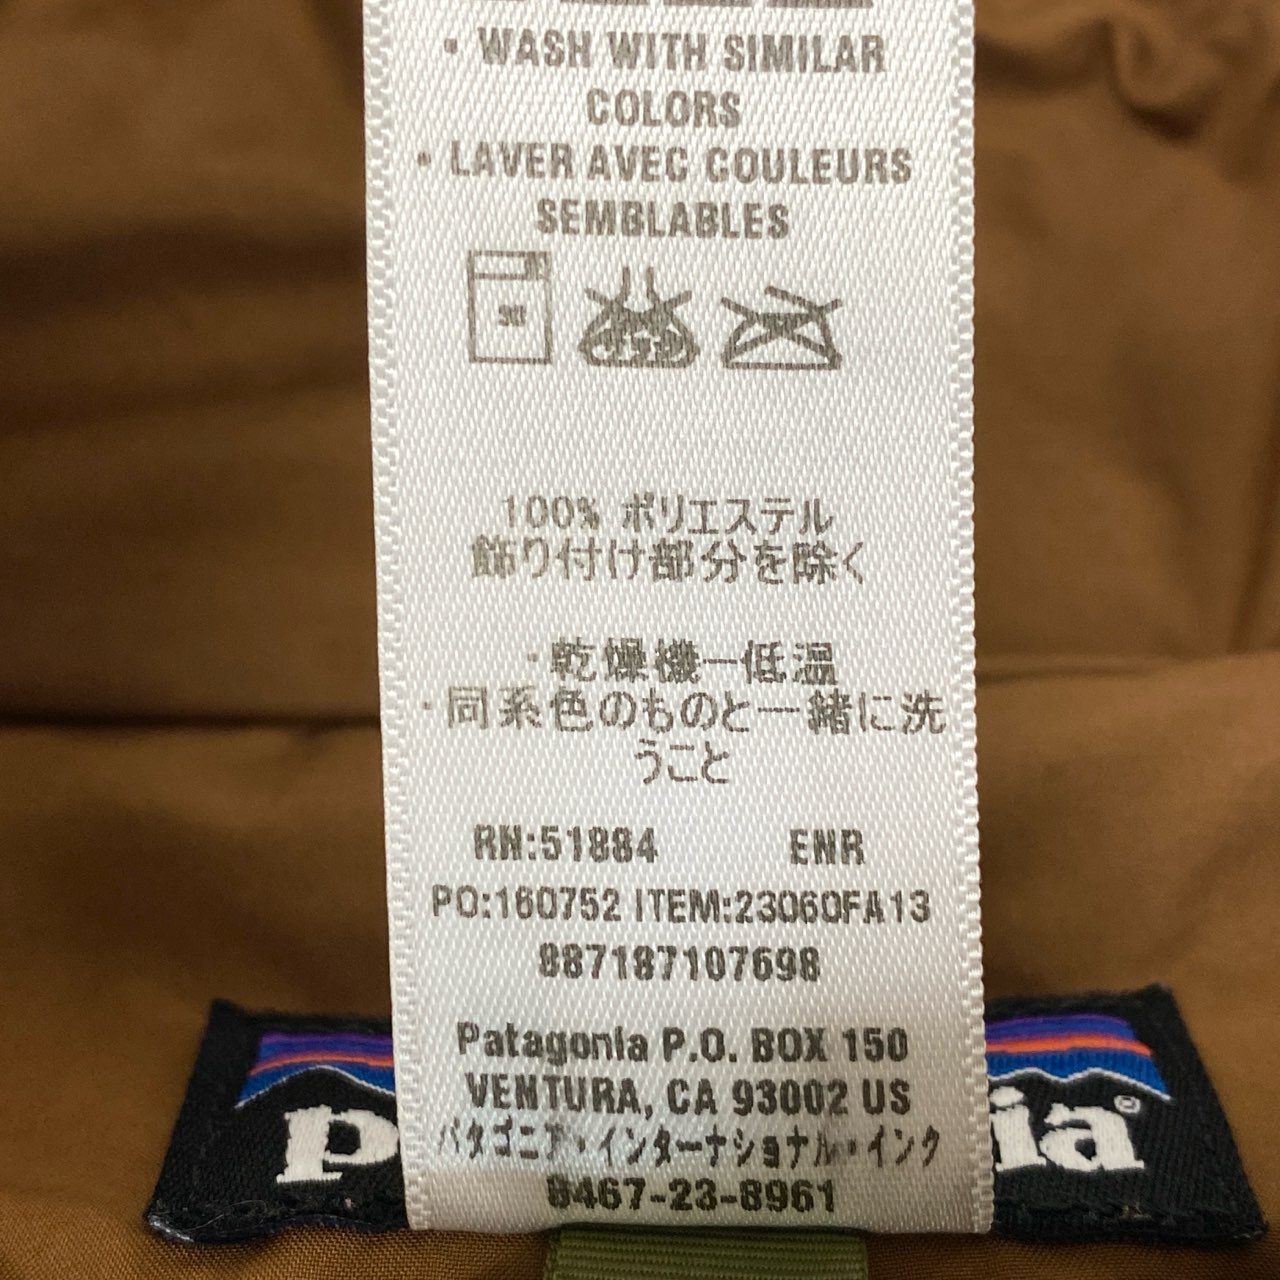 • WASH WITH SIMILAR
COLORS
• LAVER AVEC COULEURS
SEMBLABLES
30
100% ポリエステル
飾り付け部分を除く
・乾燥機ー低温
・同系色のものと一緒に洗
うこと
RN:51884 ENR
PO:160752 ITEM:23060FA13
887187107698
Patagonia P.O. BOX 150
VENTURA, CA 93002 US
パタゴニア・インターナショナル・インク
0467-23-8961
p ia®